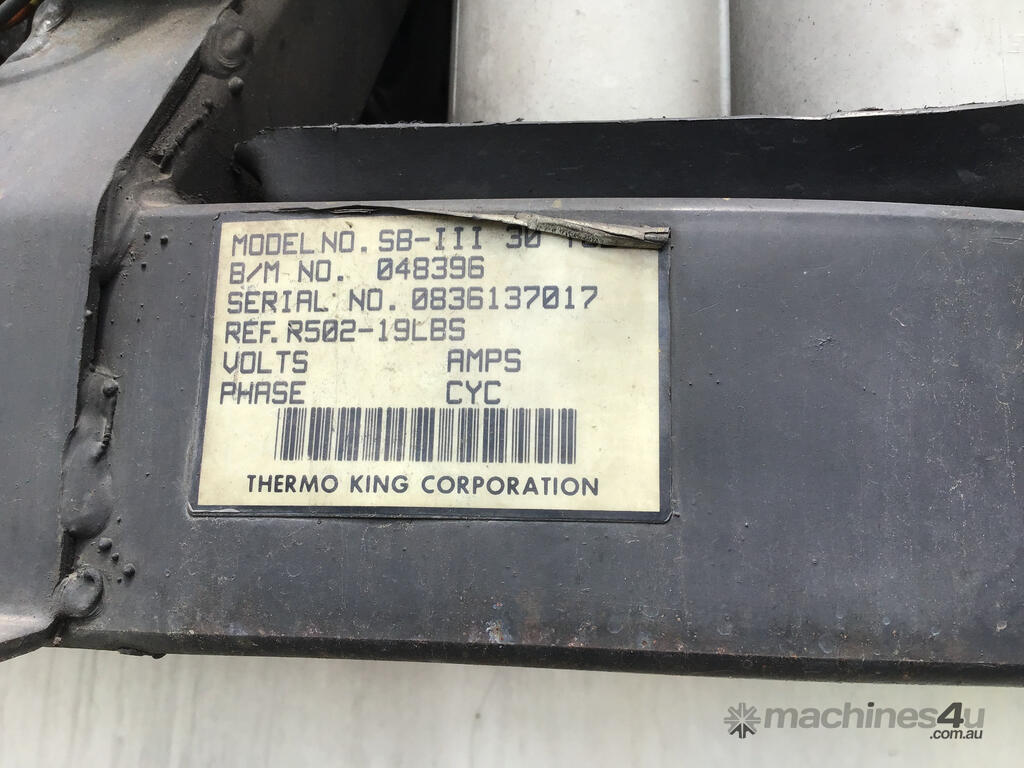 MODEL NO. SB-III 30
B/M NO. 048396
SERIAL NO. 0836137017
REF. R502-19LBS
VOLTS AMPS
PHASE CYC
THERMO KING CORPORATION
machines4u
.com.au